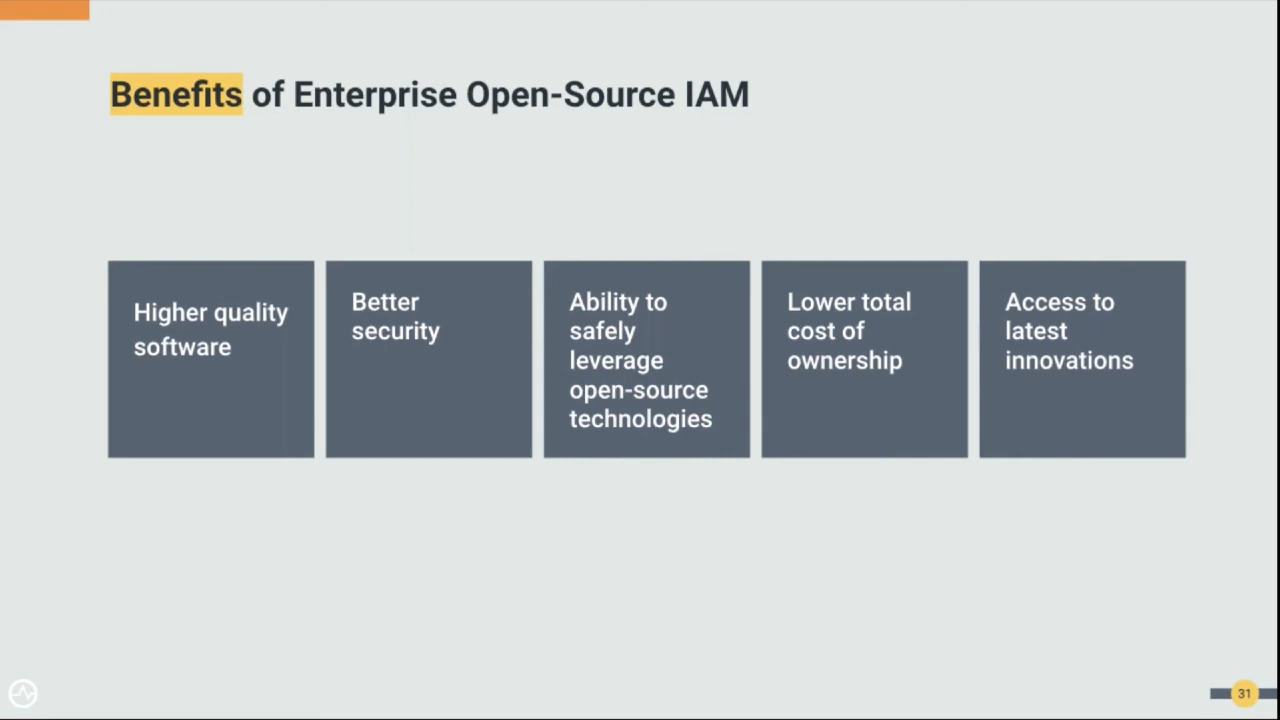 Benefits of Enterprise Open-Source IAM
Higher quality
software
Better
security
Ability to
safely
leverage
open-source
technologies
Lower total
cost of
ownership
Access to
latest
innovations
31